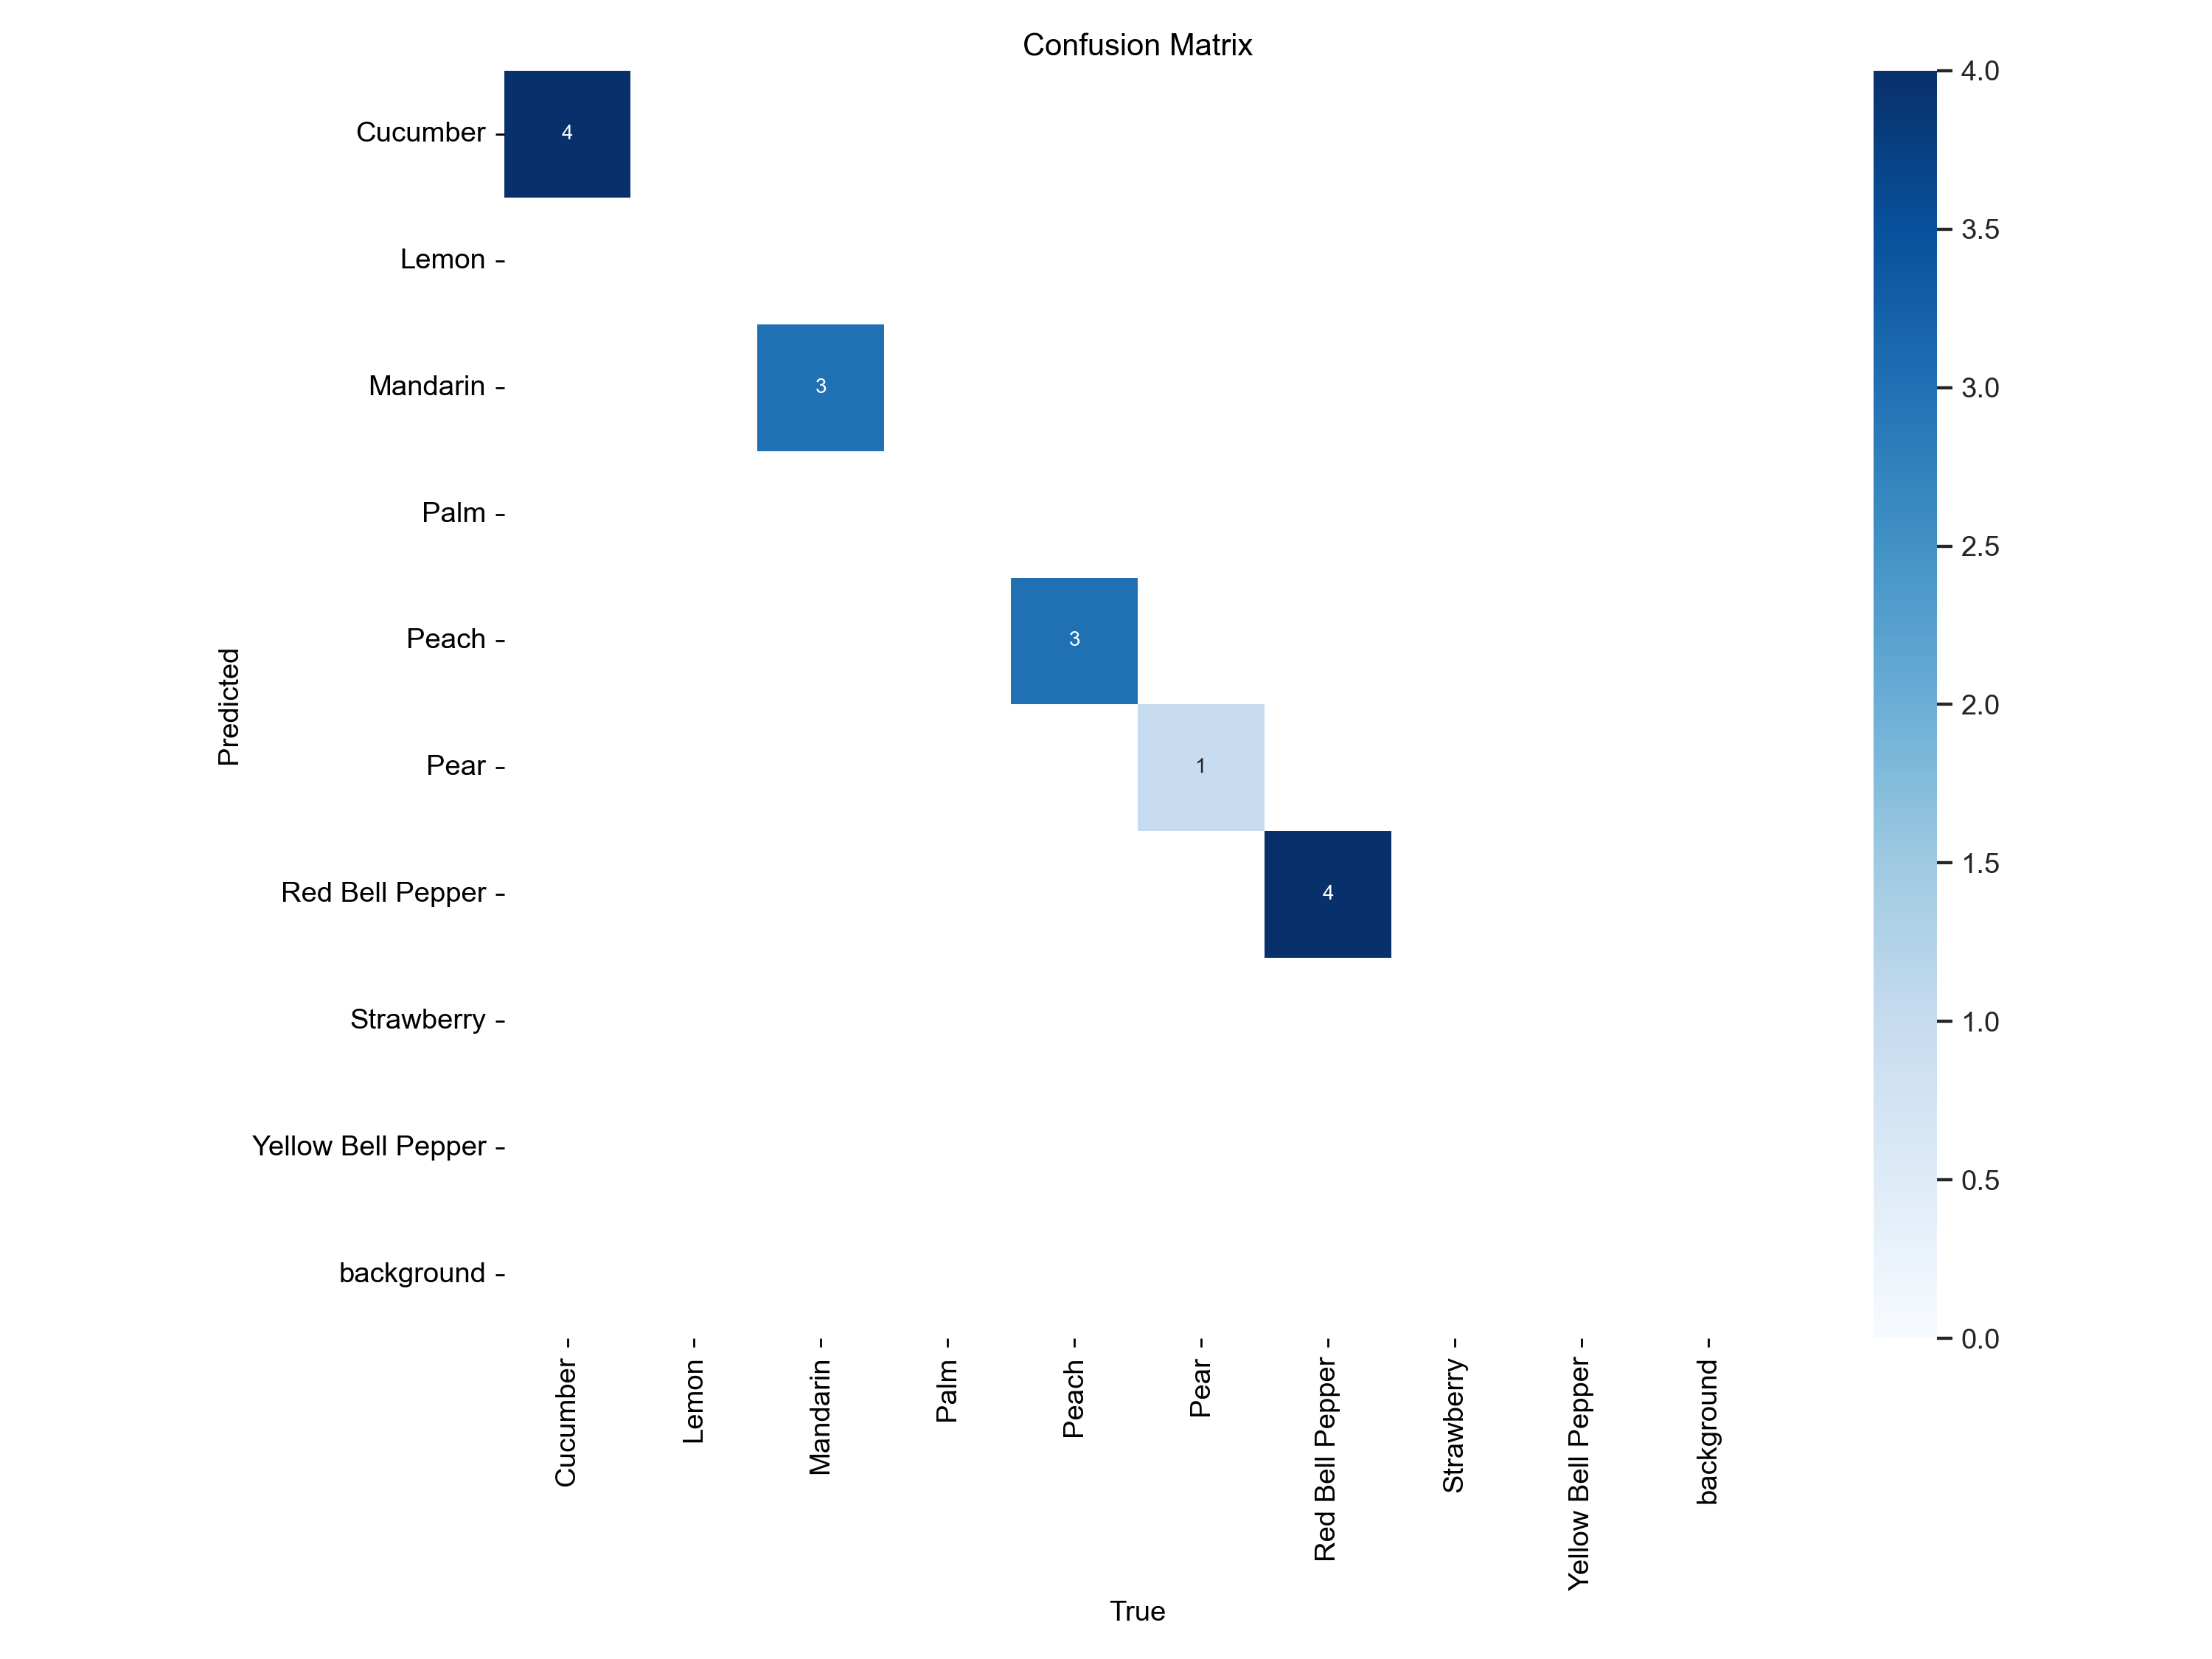 Confusion Matrix
Cucumber
4
Lemon
Mandarin
3
Palm
Peach
3
Pear
1
Red Bell Pepper
4
Strawberry
Yellow Bell Pepper
background
Predicted
Cucumber
Lemon
Mandarin
Palm
Peach
Pear
Red Bell Pepper
Strawberry
Yellow Bell Pepper
background
True
4.0
3.5
3.0
2.5
2.0
1.5
1.0
0.5
0.0